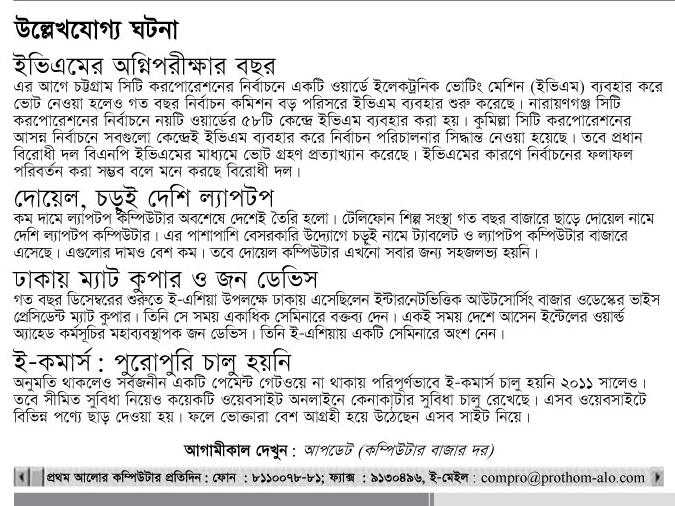 উল্লেখযোগ্য ঘটনা
ইভিএমের অগ্নিপরীক্ষার বছর
এর আগে চট্টগ্রাম সিটি করপোরেশনের নির্বাচনে একটি ওয়ার্ডে ইলেকট্রনিক ভোটিং মেশিন (ইভিএম) ব্যবহার করে
ভোট নেওয়া হলেও গত বছর নির্বাচন কমিশন বড় পরিসরে ইভিএম ব্যবহার শুরু করেছে। নারায়ণগঞ্জ সিটি
করপোরেশনের নির্বাচনে নয়টি ওয়ার্ডের ৫৮টি কেন্দ্রে ইভিএম ব্যবহার করা হয়। কুমিল্লা সিটি করপোরেশনের
আসন্ন নির্বাচনে সবগুলো কেন্দ্রেই ইভিএম ব্যবহার করে নির্বাচন পরিচালনার সিদ্ধান্ত নেওয়া হয়েছে। তবে প্রধান
বিরোধী দল বিএনপি ইভিএমের মাধ্যমে ভোট গ্রহণ প্রত্যাখ্যান করেছে। ইভিএমের কারণে নির্বাচনের ফলাফল
পরিবর্তন করা সম্ভব বলে মনে করছে বিরোধী দল।
দোয়েল, চড়ুই দেশি ল্যাপটপ
কম দামে ল্যাপটপ কম্পিউটার অবশেষে দেশেই তৈরি হলো। টেলিফোন শিল্প সংস্থা গত বছর বাজারে ছাড়ে দোয়েল নামে
দেশি ল্যাপটপ কম্পিউটার। এর পাশাপাশি বেসরকারি উদ্যোগে চড়ুই নামে ট্যাবলেট ও ল্যাপটপ কম্পিউটার বাজারে
এসেছে। এগুলোর দামও বেশ কম। তবে দোয়েল কম্পিউটার এখনো সবার জন্য সহজলভ্য হয়নি।
ঢাকায় ম্যাট কুপার ও জন ডেভিস
গত বছর ডিসেম্বরের শুরুতে ই-এশিয়া উপলক্ষে ঢাকায় এসেছিলেন ইন্টারনেটভিত্তিক আউটসোর্সিং বাজার ওডেস্কের ভাইস
প্রেসিডেন্ট ম্যাট কুপার। তিনি সে সময় একাধিক সেমিনারে বক্তব্য দেন। একই সময় দেশে আসেন ইন্টেলের ওয়ার্ল্ড
অ্যাহেড কর্মসূচির মহাব্যবস্থাপক জন ডেভিস। তিনি ই-এশিয়ায় একটি সেমিনারে অংশ নেন।
ই-কমার্স : পুরোপুরি চালু হয়নি
অনুমতি থাকলেও সর্বজনীন একটি পেমেন্ট গেটওয়ে না থাকায় পরিপূর্ণভাবে ই-কমার্স চালু হয়নি ২০১১ সালেও।
তবে সীমিত সুবিধা নিয়েও কয়েকটি ওয়েবসাইট অনলাইনে কেনাকাটার সুবিধা চালু রেখেছে। এসব ওয়েবসাইটে
বিভিন্ন পণ্যে ছাড় দেওয়া হয়। ফলে ভোক্তারা বেশ আগ্রহী হয়ে উঠেছেন এসব সাইট নিয়ে।
আগামীকাল দেখুন : আপডেট (কম্পিউটার বাজার দর)
প্রথম আলোর কম্পিউটার প্রতিদিন : ফোন : ৮১১০০৭৮-৮১; ফ্যাক্স : ৯১৩০৪৯৬, ই-মেইল : compro@prothom-alo.com